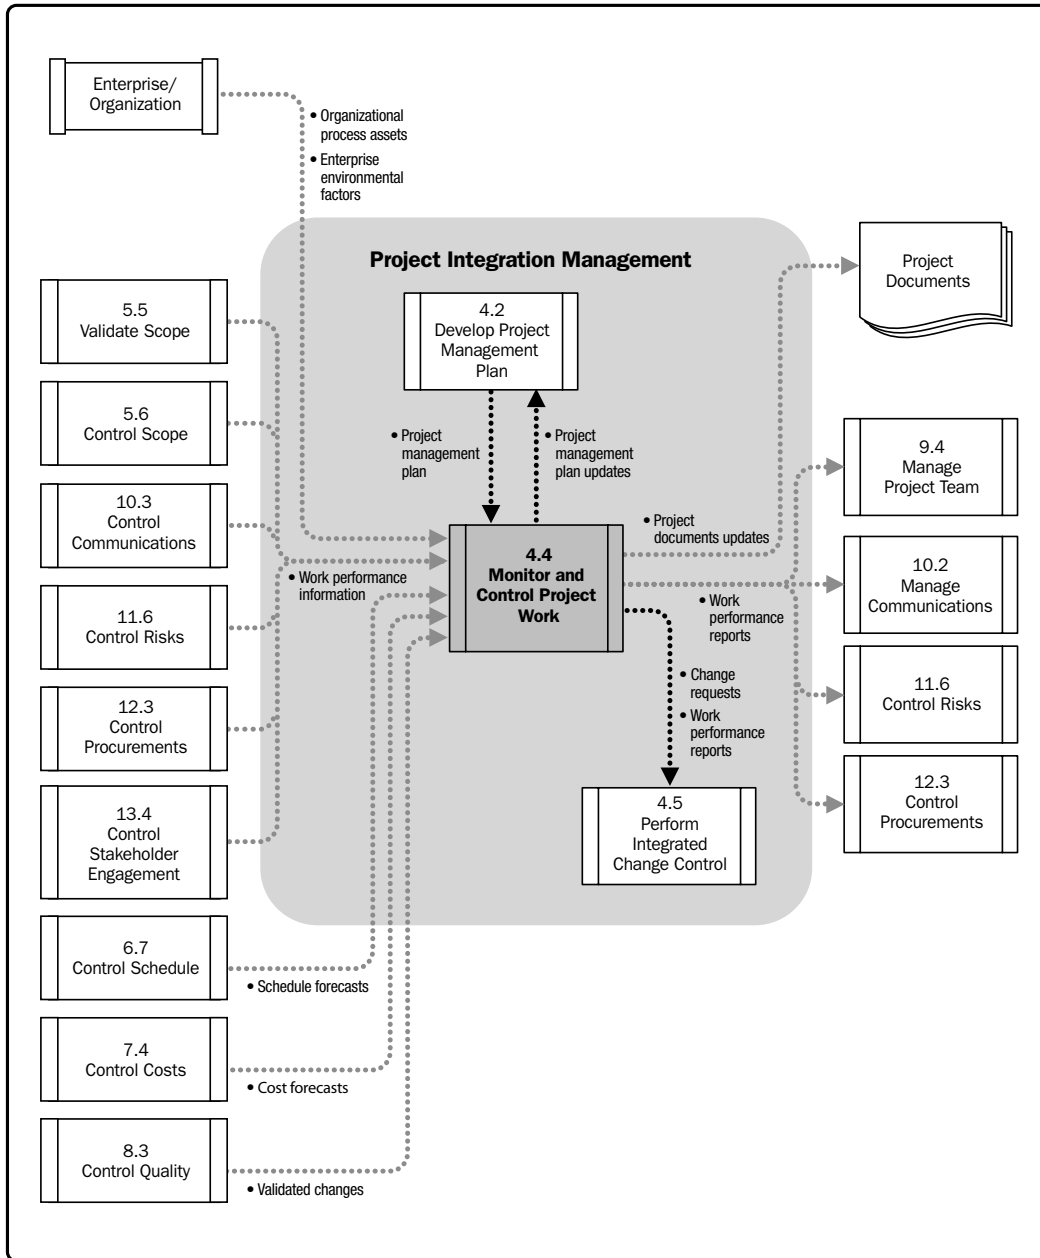 Enterprise/
Organization
• Organizational
process assets
• Enterprise
environmental
factors
Project Integration Management
Project
Documents
4.2
Develop Project
Management
Plan
5.5
Validate Scope
5.6
Control Scope
10.3
Control
Communications
11.6
Control Risks
12.3
Control
Procurements
13.4
Control
Stakeholder
Engagement
6.7
Control Schedule
7.4
Control Costs
8.3
Control Quality
• Project
management
plan
• Project
management
plan updates
• Work performance
information
4.4
Monitor and
Control Project
Work
• Project
documents updates
• Work
performance
reports
• Change
requests
• Work
performance
reports
4.5
Perform
Integrated
Change Control
9.4
Manage
Project Team
10.2
Manage
Communications
11.6
Control Risks
12.3
Control
Procurements
• Schedule forecasts
• Cost forecasts
• Validated changes